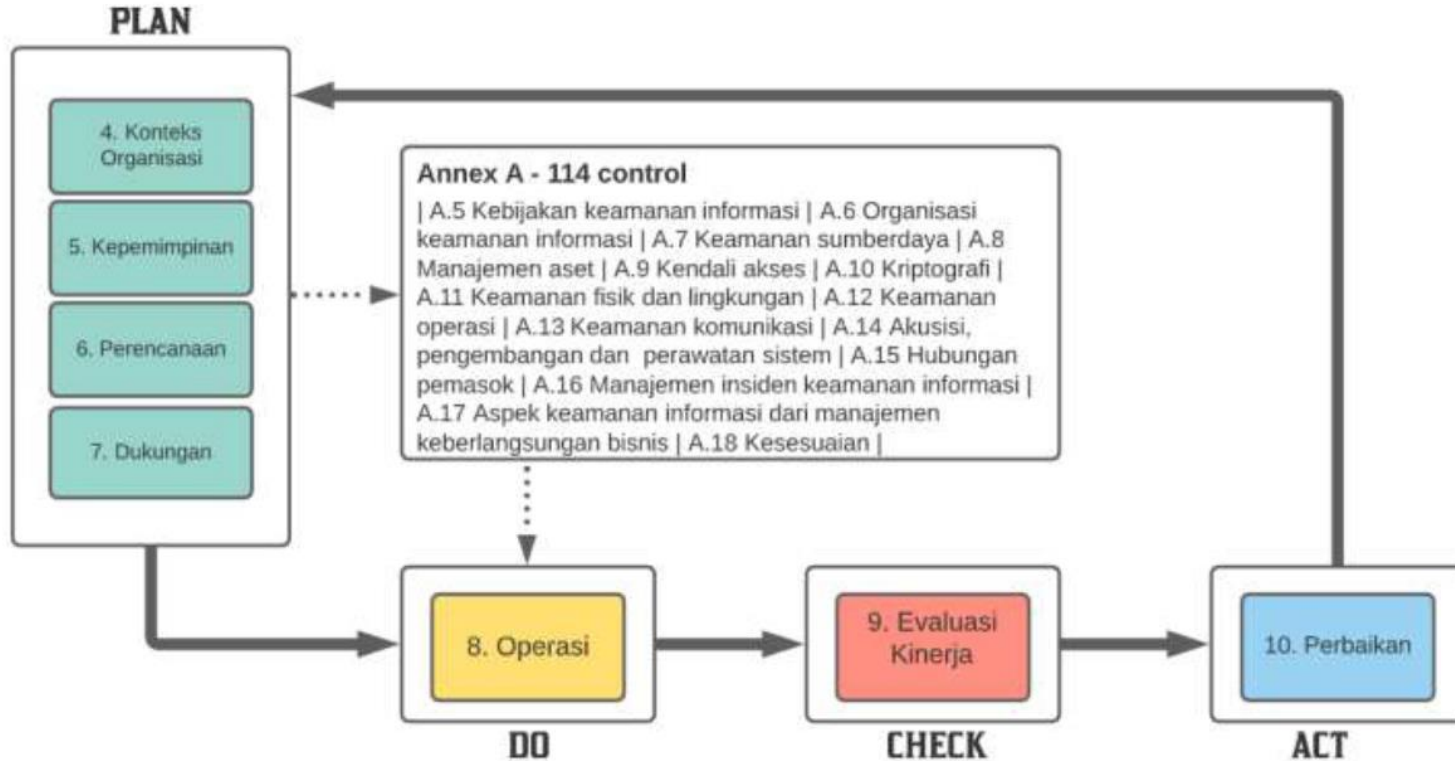 PLAN
4. Konteks
Organisasi
5. Kepemimpinan
6. Perencanaan
7. Dukungan
Annex A - 114 control
| A.5 Kebijakan keamanan informasi | A.6 Organisasi
keamanan informasi | A.7 Keamanan sumberdaya | A.8
Manajemen aset | A.9 Kendali akses | A.10 Kriptografi |
A.11 Keamanan fisik dan lingkungan | A.12 Keamanan
operasi | A.13 Keamanan komunikasi | A.14 Akusisi,
pengembangan dan perawatan sistem | A.15 Hubungan
pemasok | A.16 Manajemen insiden keamanan informasi |
A.17 Aspek keamanan informasi dari manajemen
keberlangsungan bisnis | A.18 Kesesuaian |
8. Operasi
DO
9. Evaluasi
Kinerja
CHECK
10. Perbaikan
ACT